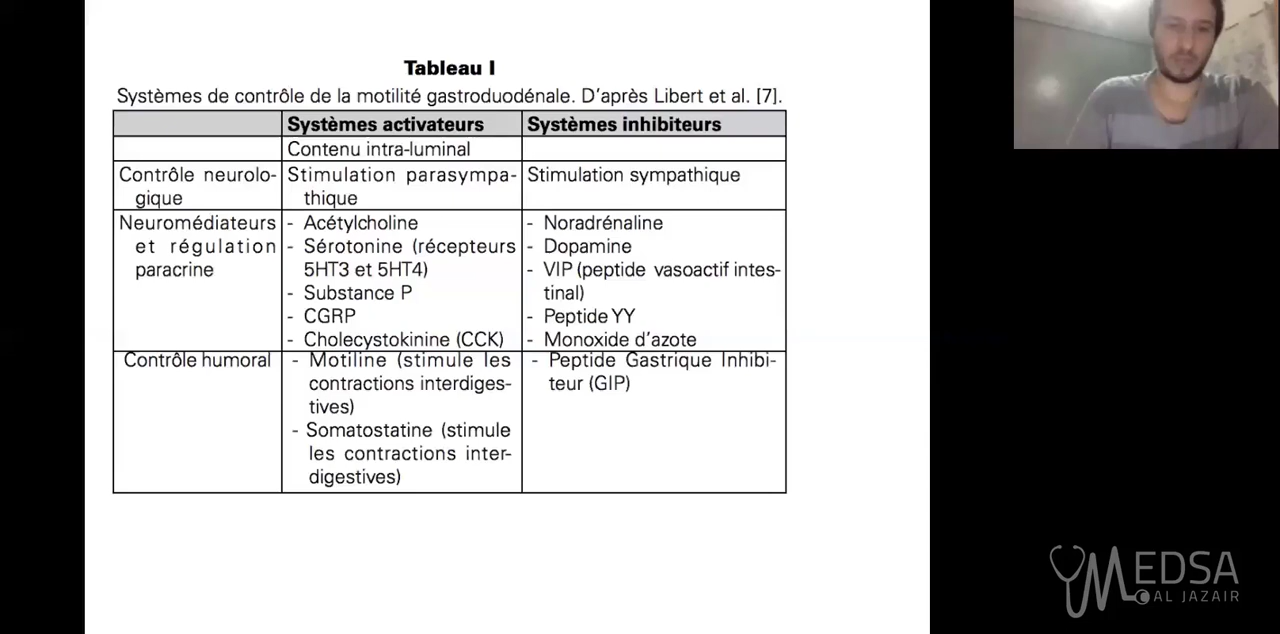 Tableau I
Systèmes de contrôle de la motilité gastroduodénale. D'après Libert et al. [7].
Systèmes activateurs
Systèmes inhibiteurs
Contenu intra-luminal
Contrôle neurolo-
gique
Stimulation parasympa-
thique
Stimulation sympathique
Neuromédiateurs
et régulation
paracrine
- Acétylcholine
- Sérotonine (récepteurs
5HT3 et 5HT4)
- Substance P
- CGRP
- Cholecystokinine (CCK)
- Noradrénaline
- Dopamine
- VIP (peptide vasoactif intes-
tinal)
- Peptide YY
- Monoxide d'azote
Contrôle humoral
- Motiline (stimule les
contractions interdiges-
tives)
- Somatostatine (stimule
les contractions inter-
digestives)
- Peptide Gastrique Inhibi-
teur (GIP)
MEDSA
AL JAZAIR